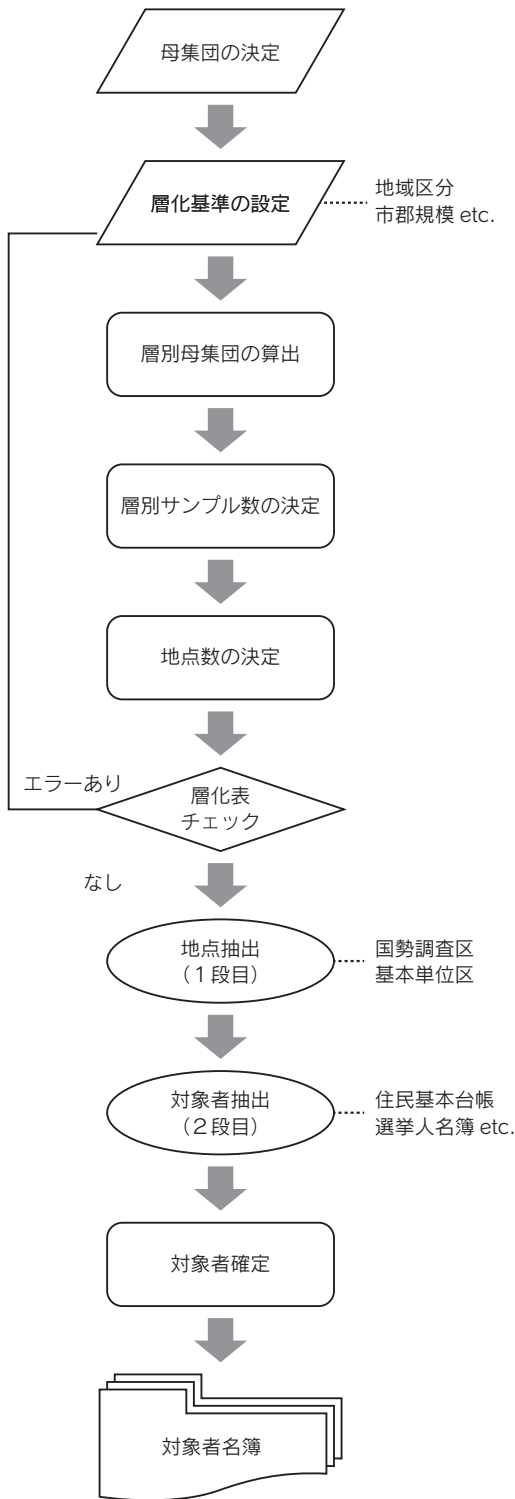 母集団の決定
層化基準の設定
地域区分
市郡規模 etc.
層別母集団の算出
層別サンプル数の決定
地点数の決定
エラーあり
層化表
チェック
なし
地点抽出
（1段目）
国勢調査区
基本単位区
対象者抽出
（2段目）
住民基本台帳
選挙人名簿 etc.
対象者確定
対象者名簿